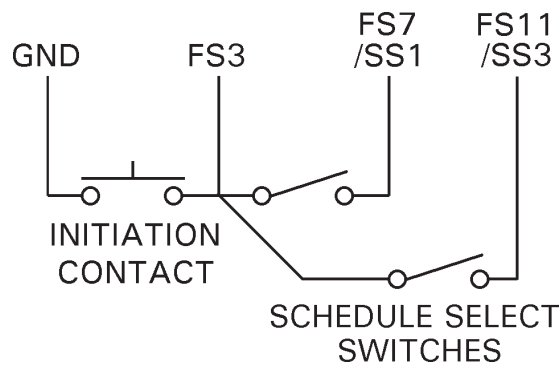 GND
FS3
FS7
/SS1
FS11
/SS3
INITIATION
CONTACT
SCHEDULE SELECT
SWITCHES